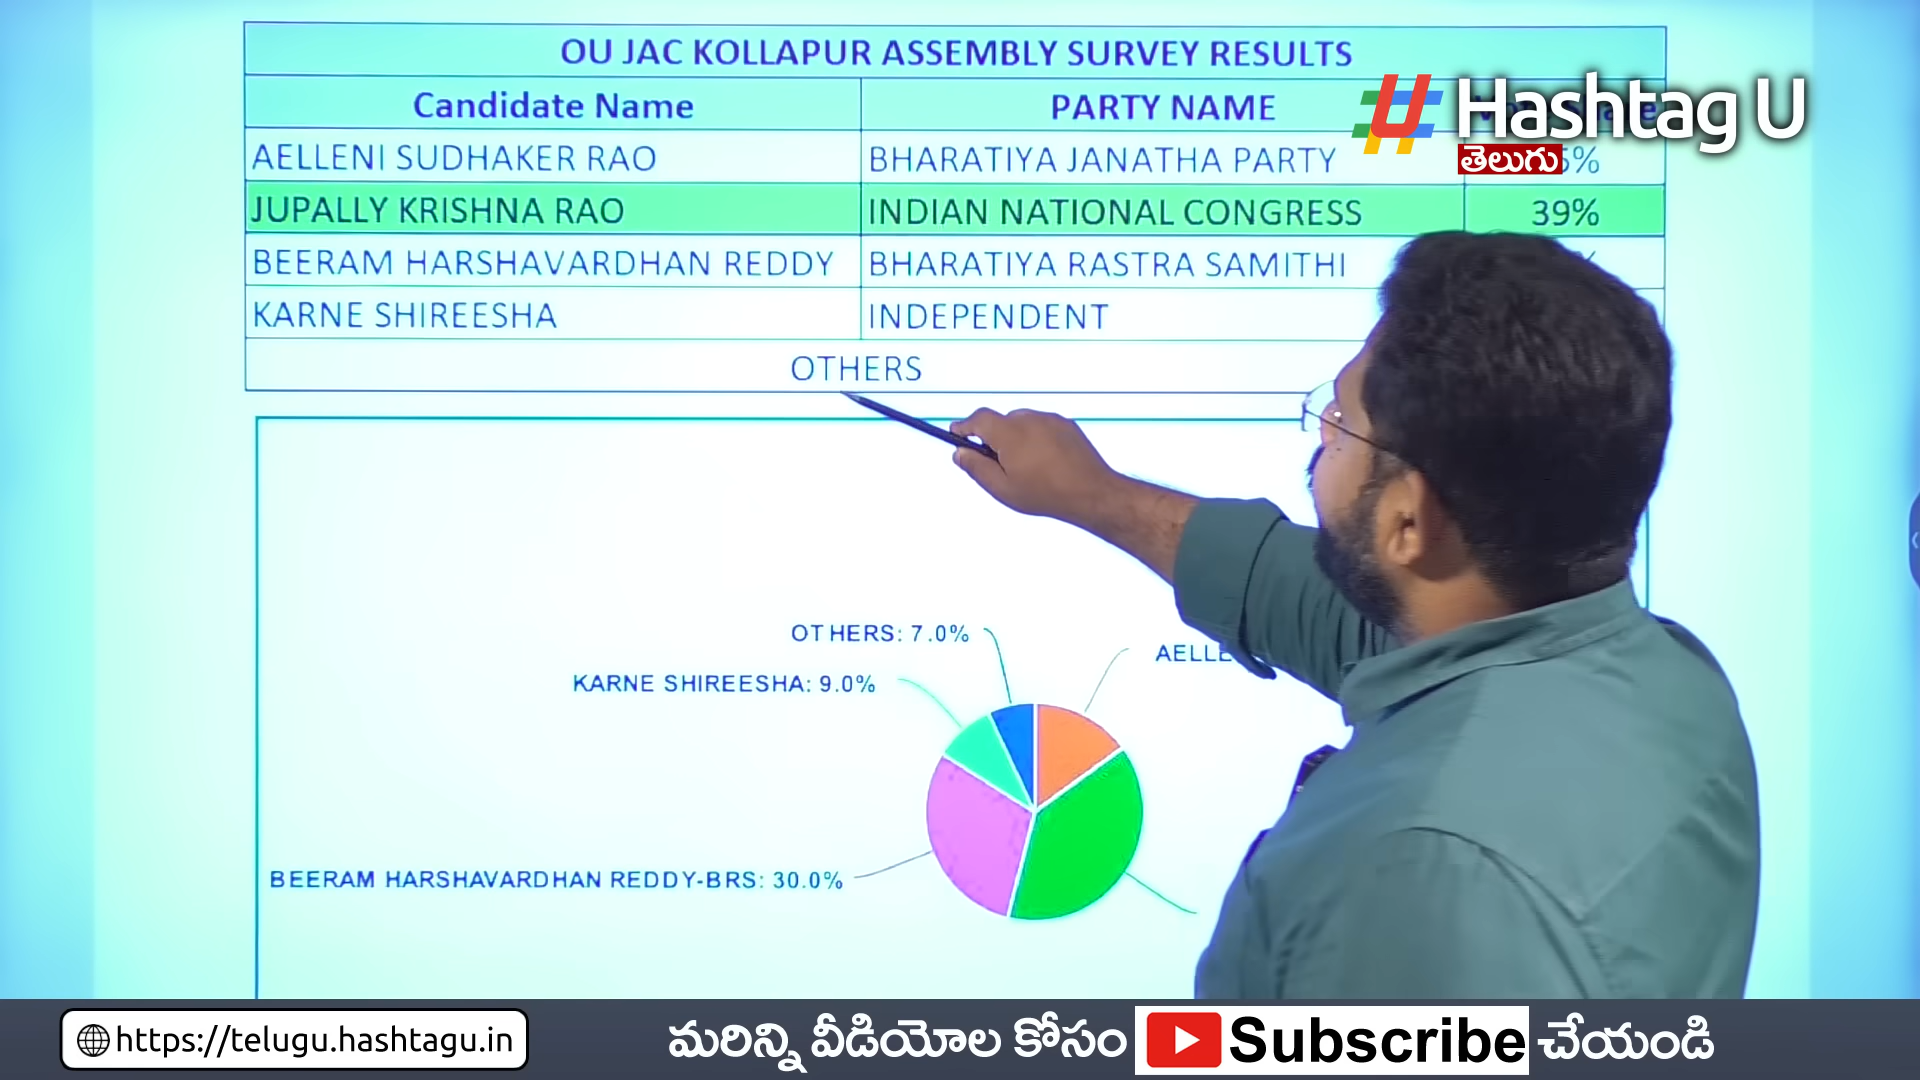 OU JAC KOLLAPUR ASSEMBLY SURVEY RESULTS
Candidate Name PARTY NAME
Hashtag U
తెలుగు
AELLENI SUDHAKER RAO BHARATIYA JANATHA PARTY 5%
JUPALLY KRISHNA RAO INDIAN NATIONAL CONGRESS 39%
BEERAM HARSHAVARDHAN REDDY BHARATIYA RASTRA SAMITHI
KARNE SHIREESHA INDEPENDENT
OTHERS
OTHERS: 7.0%
AELLE
KARNE SHIREESHA: 9.0%
BEERAM HARSHAVARDHAN REDDY-BRS: 30.0%
https://telugu.hashtagu.in మరిన్ని వీడియోల కోసం Subscribe చేయండి